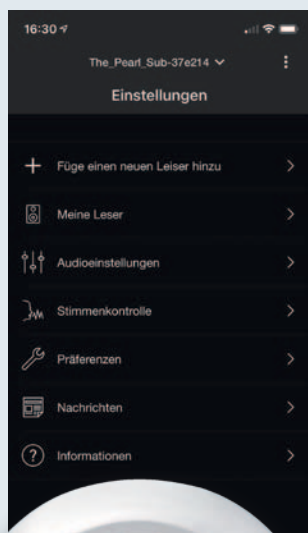 16:30
The_Pearl_Sub-37e214
Einstellungen
Füge einen neuen Leiser hinzu
Meine Leser
Audioeinstellungen
Stimmenkontrolle
Präferenzen
Nachrichten
Informationen